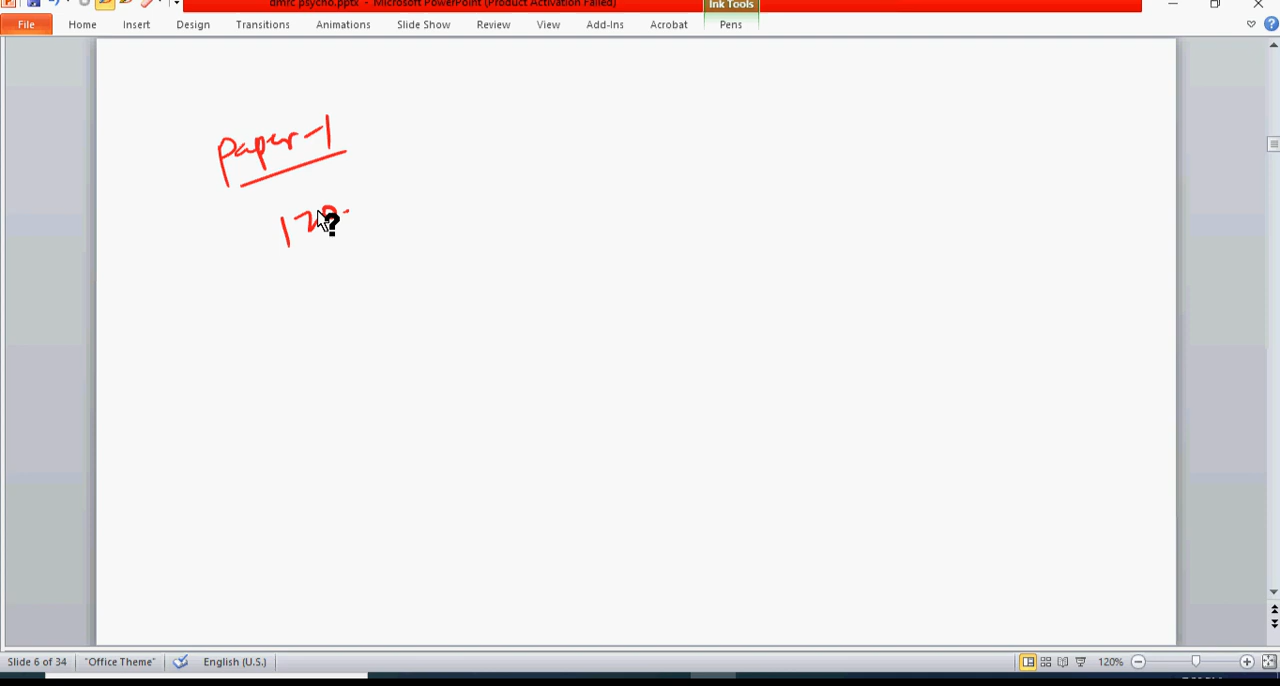 dmrc psycho.pptx - Microsoft PowerPoint (Product Activation Failed)
Ink Tools
File Home Insert Design Transitions Animations Slide Show Review View Add-Ins Acrobat Pens
paper-1
Slide 6 of 34 "Office Theme" English (U.S.) 120%